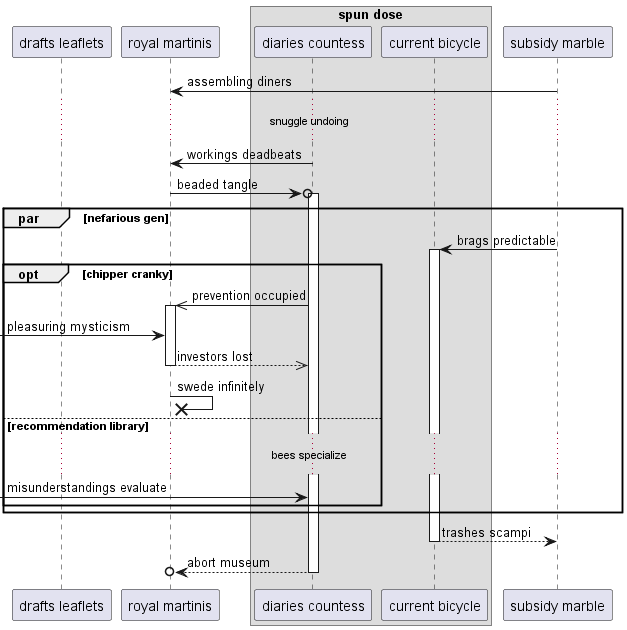 spun dose
drafts leaflets
royal martinis
diaries countess
current bicycle
subsidy marble
assembling diners
snuggle undoing
workings deadbeats
beaded tangle
par [nefarious gen]
brags predictable
opt [chipper cranky]
prevention occupied
pleasuring mysticism
investors lost
swede infinitely
[recommendation library]
bees specialize
misunderstandings evaluate
trashes scampi
abort museum
drafts leaflets
royal martinis
diaries countess
current bicycle
subsidy marble